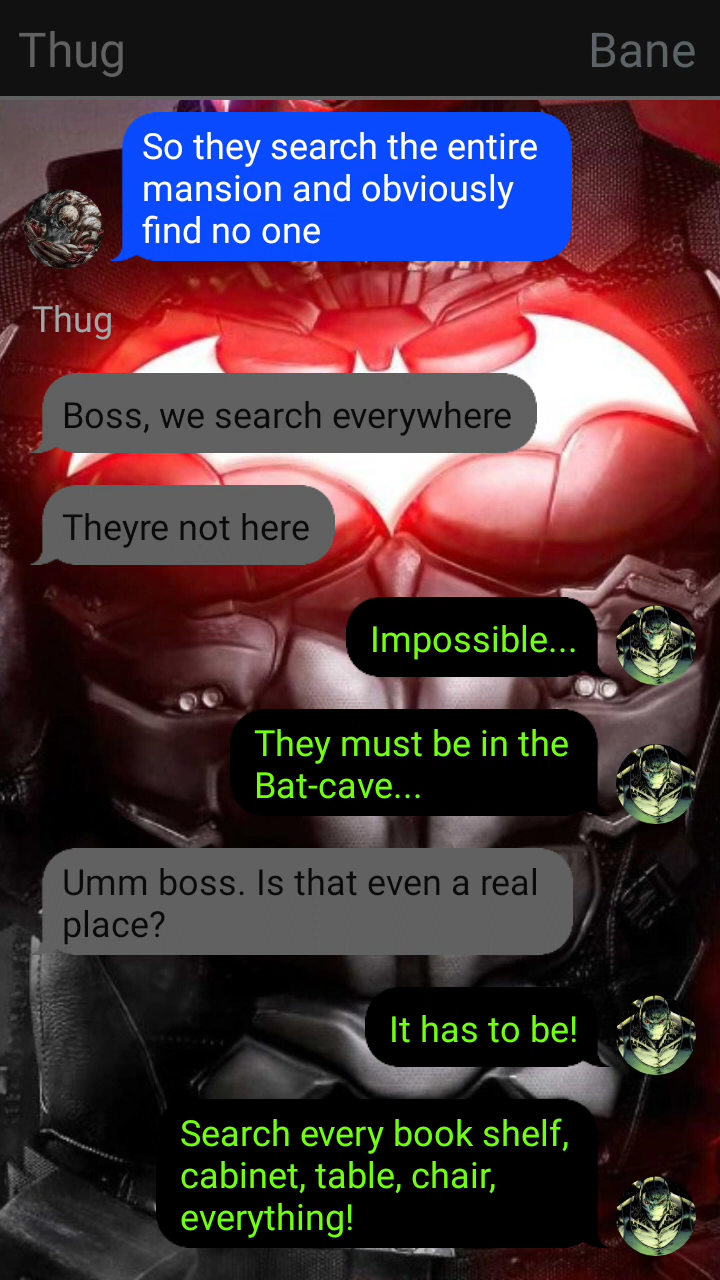 Thug
Bane
So they search the entire
mansion and obviously
find no one
Thug
Boss, we search everywhere
Theyre not here
Impossible...
They must be in the
Bat-cave...
Umm boss. Is that even a real
place?
It has to be!
Search every book shelf,
cabinet, table, chair,
everything!